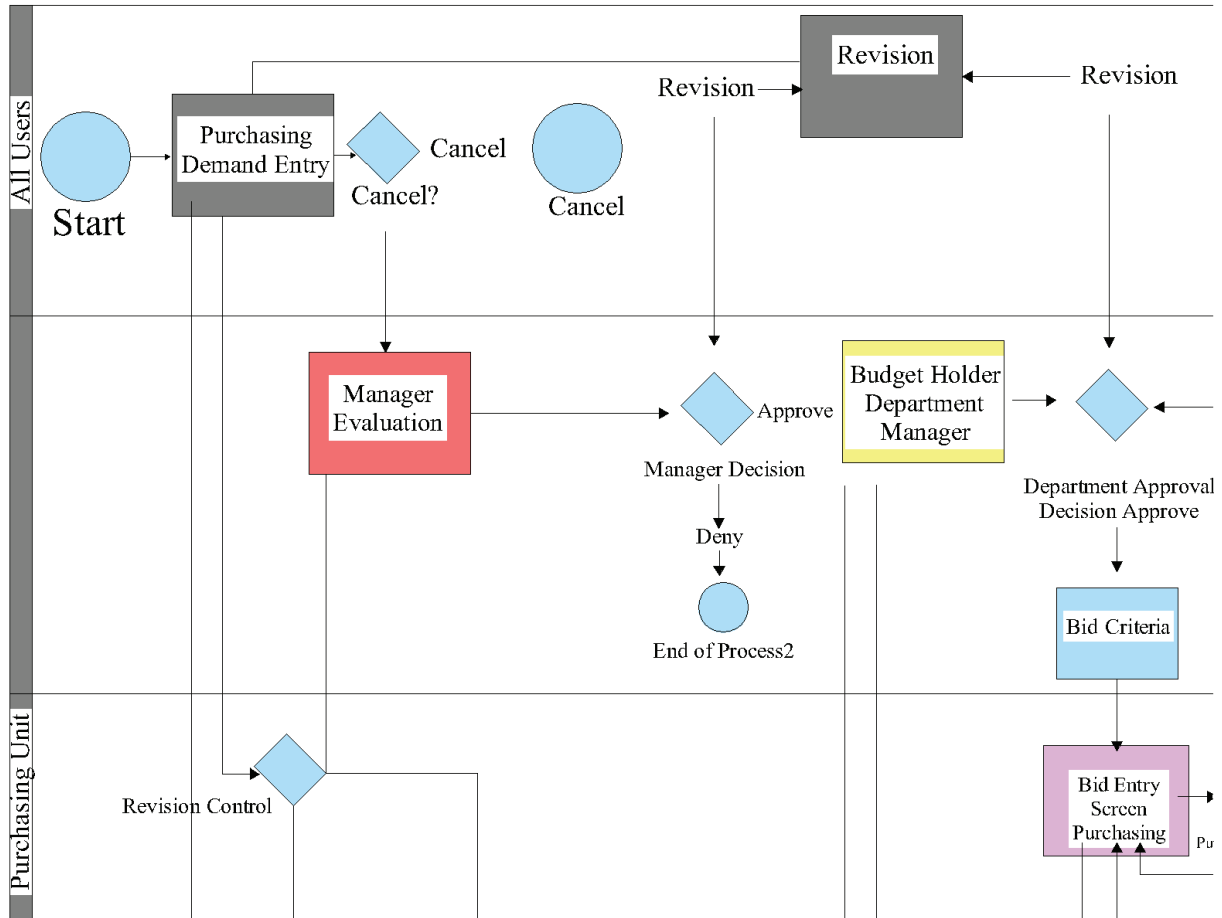 All Users
Start
Purchasing
Demand Entry
Cancel?
Cancel
Cancel
Revision
Revision
Revision
Manager
Evaluation
Approve
Manager Decision
Deny
End of Process2
Budget Holder
Department
Manager
Department Approval
Decision Approve
Bid Criteria
Purchasing Unit
Revision Control
Bid Entry
Screen
Purchasing